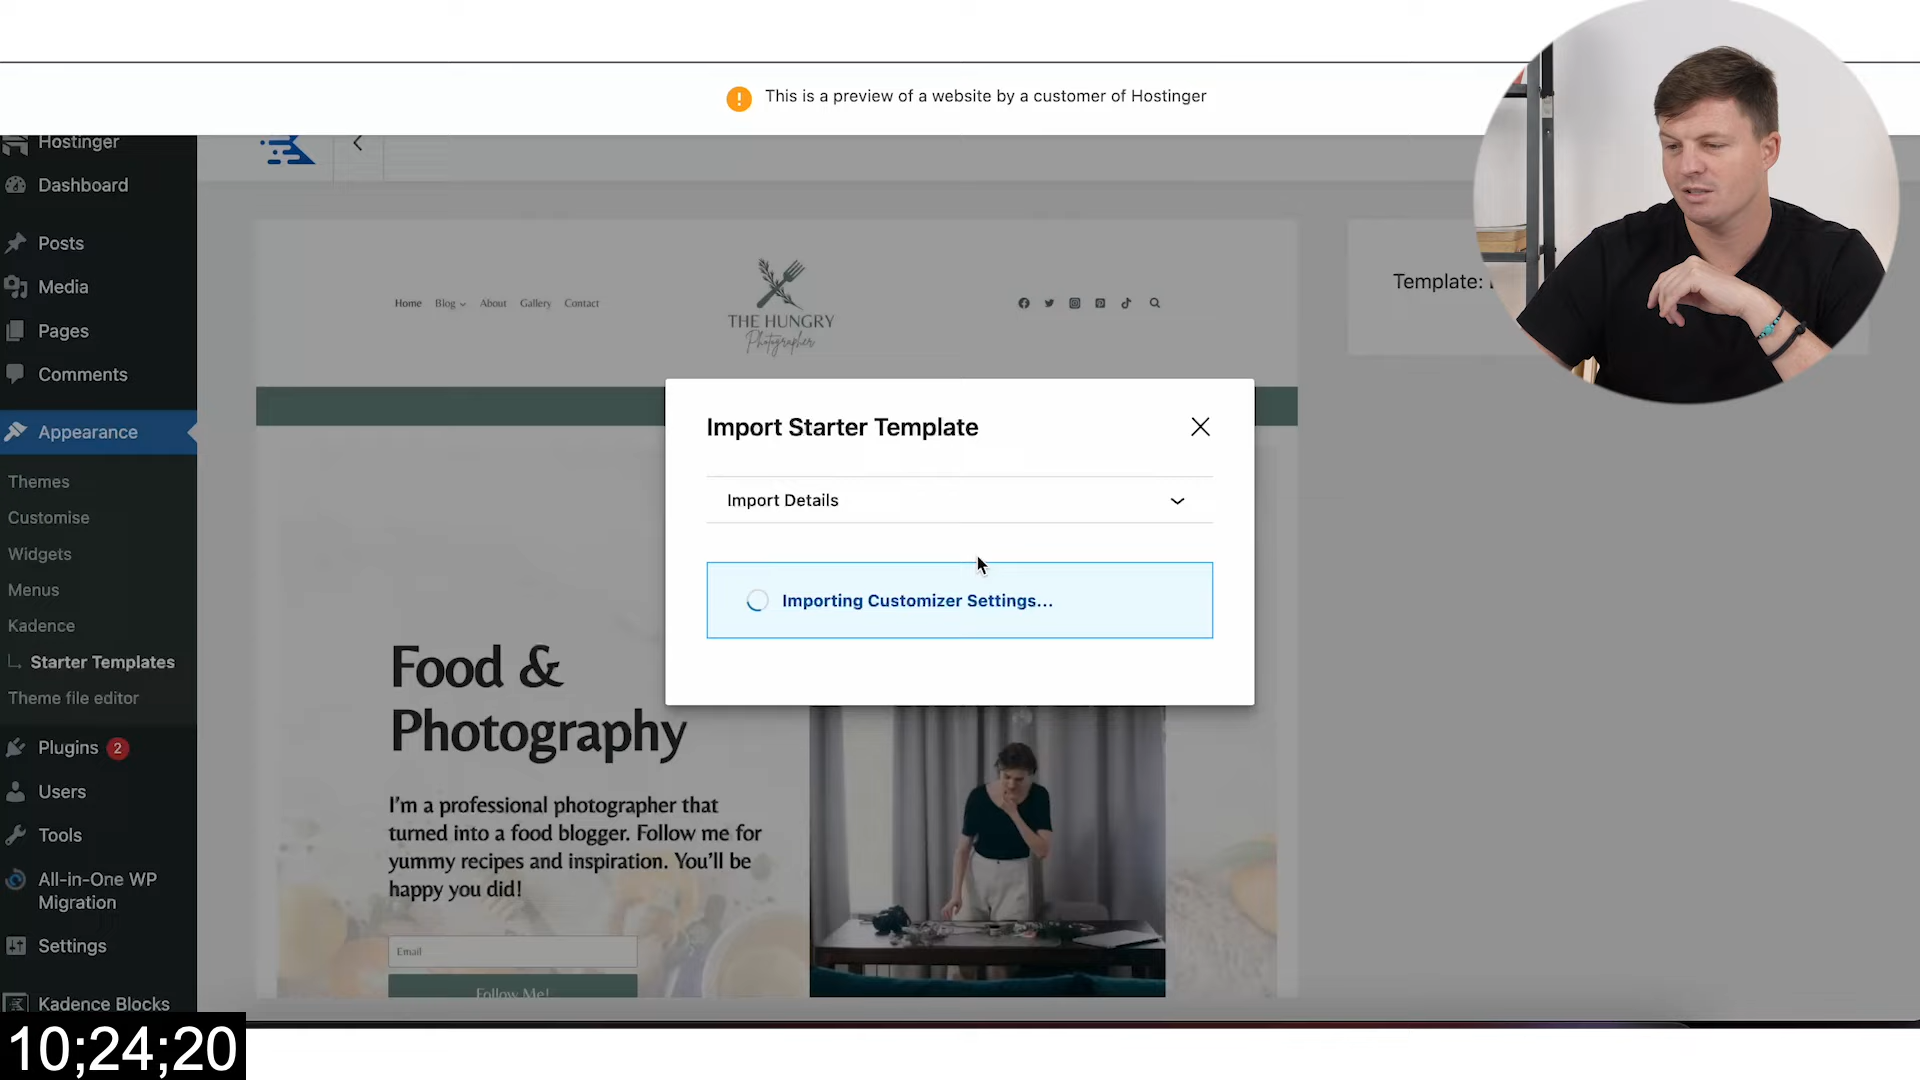 This is a preview of a website by a customer of Hostinger
Hostinger
Dashboard
Posts
Media
Pages
Comments
Appearance
Themes
Customise
Widgets
Menus
Kadence
Starter Templates
Theme file editor
Plugins 2
Users
Tools
All-in-One WP
Migration
Settings
Kadence Blocks
Home Blog About Gallery Contact
THE HUNGRY
Photographer
Template:
Import Starter Template
Import Details
Importing Customizer Settings...
Food &
Photography
I'm a professional photographer that
turned into a food blogger. Follow me for
yummy recipes and inspiration. You'll be
happy you did!
Email
Follow Me!
10;24;20